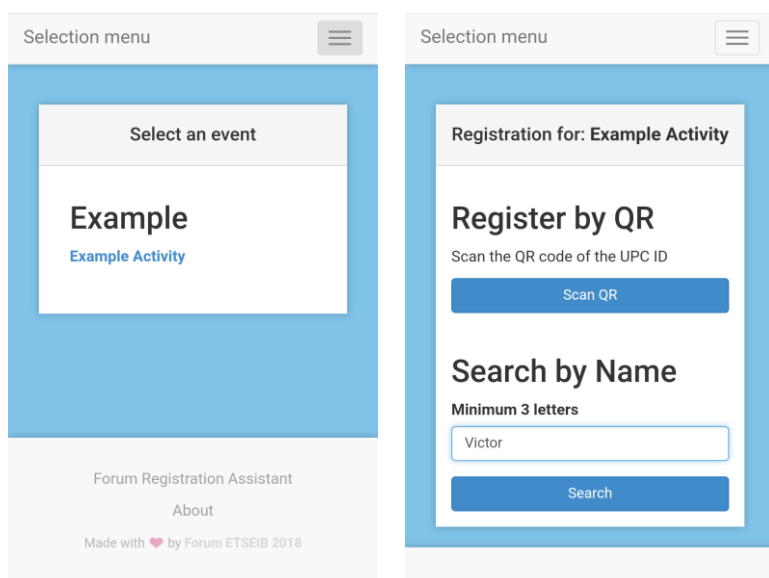 Selection menu
Select an event
Example
Example Activity
Forum Registration Assistant
About
Made with ❤ by Forum ETSEIB 2018
Selection menu
Registration for: Example Activity
Register by QR
Scan the QR code of the UPC ID
Scan QR
Search by Name
Minimum 3 letters
Victor
Search